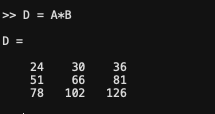 >> D = A*B
D =
24 30 36
51 66 81
78 102 126